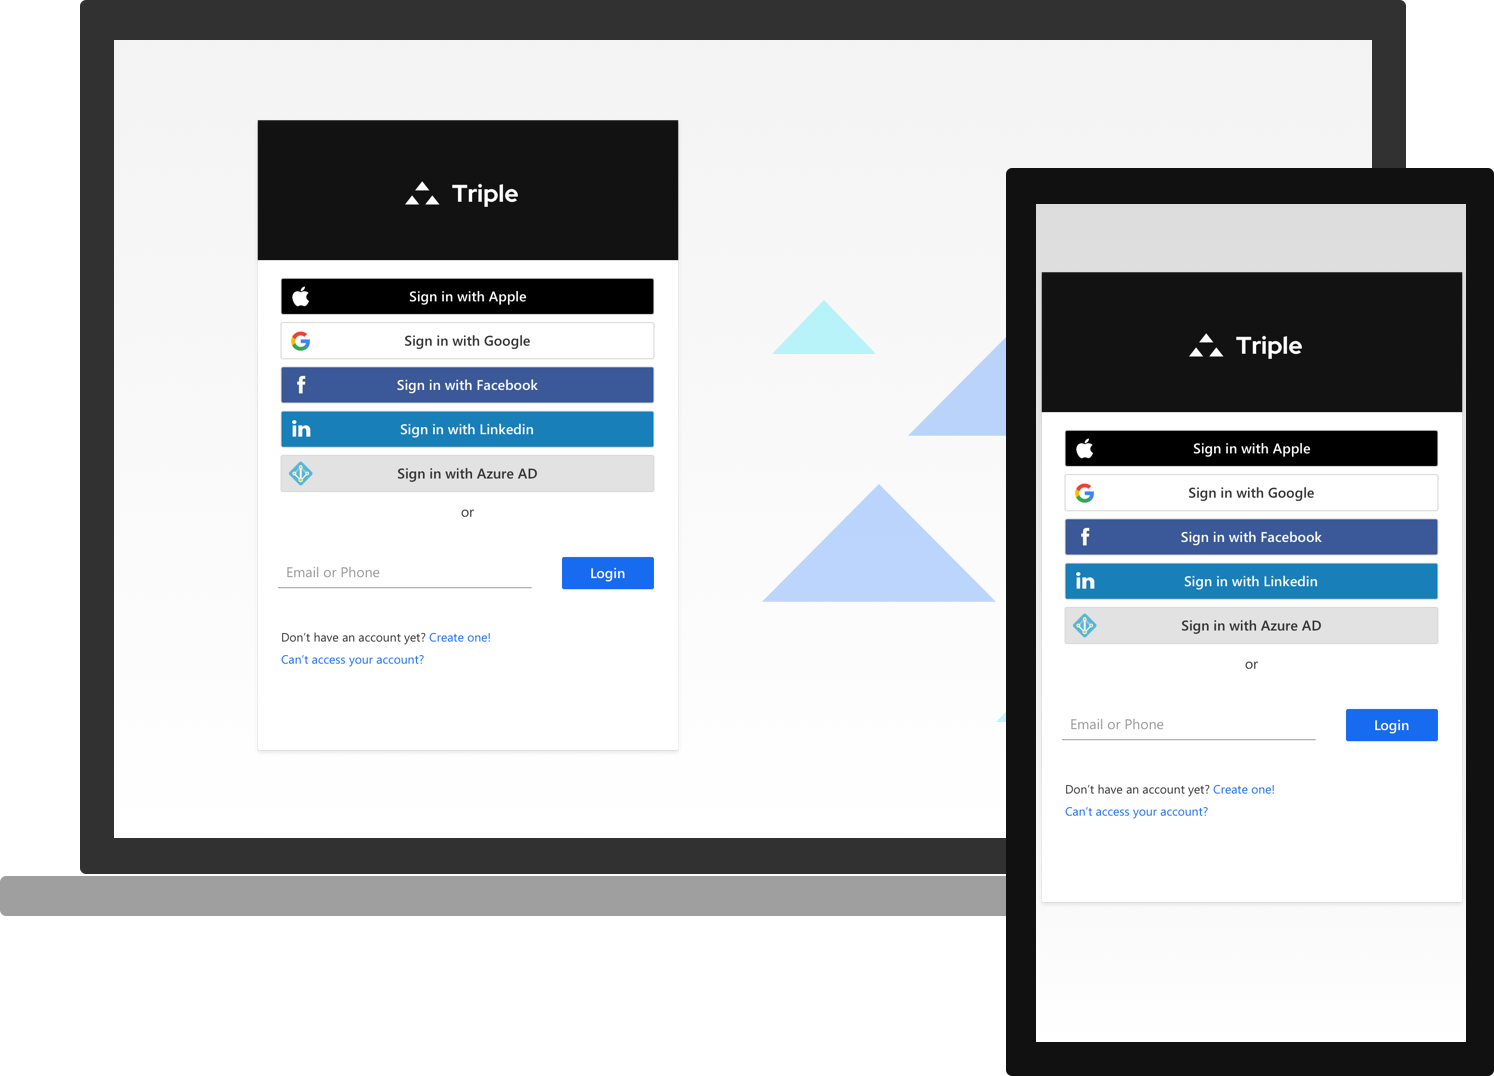 Triple
Sign in with Apple
Sign in with Google
Sign in with Facebook
Sign in with Linkedin
Sign in with Azure AD
or
Email or Phone
Login
Don't have an account yet? Create one!
Can't access your account?
Triple
Sign in with Apple
Sign in with Google
Sign in with Facebook
Sign in with Linkedin
Sign in with Azure AD
or
Email or Phone
Login
Don't have an account yet? Create one!
Can't access your account?